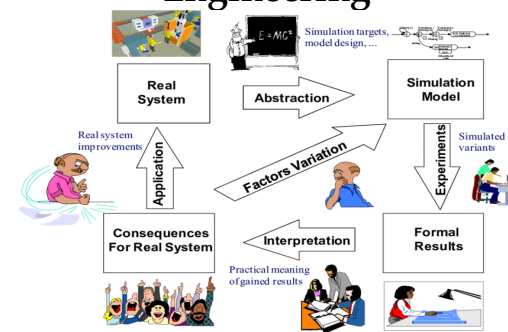 Engineering
E = MC²
Simulation targets,
model design, ...
Real
System
Abstraction
Simulation
Model
Real system
improvements
Application
Factors Variation
Experiments
Simulated
variants
Consequences
For Real System
Interpretation
Formal
Results
Practical meaning
of gained results